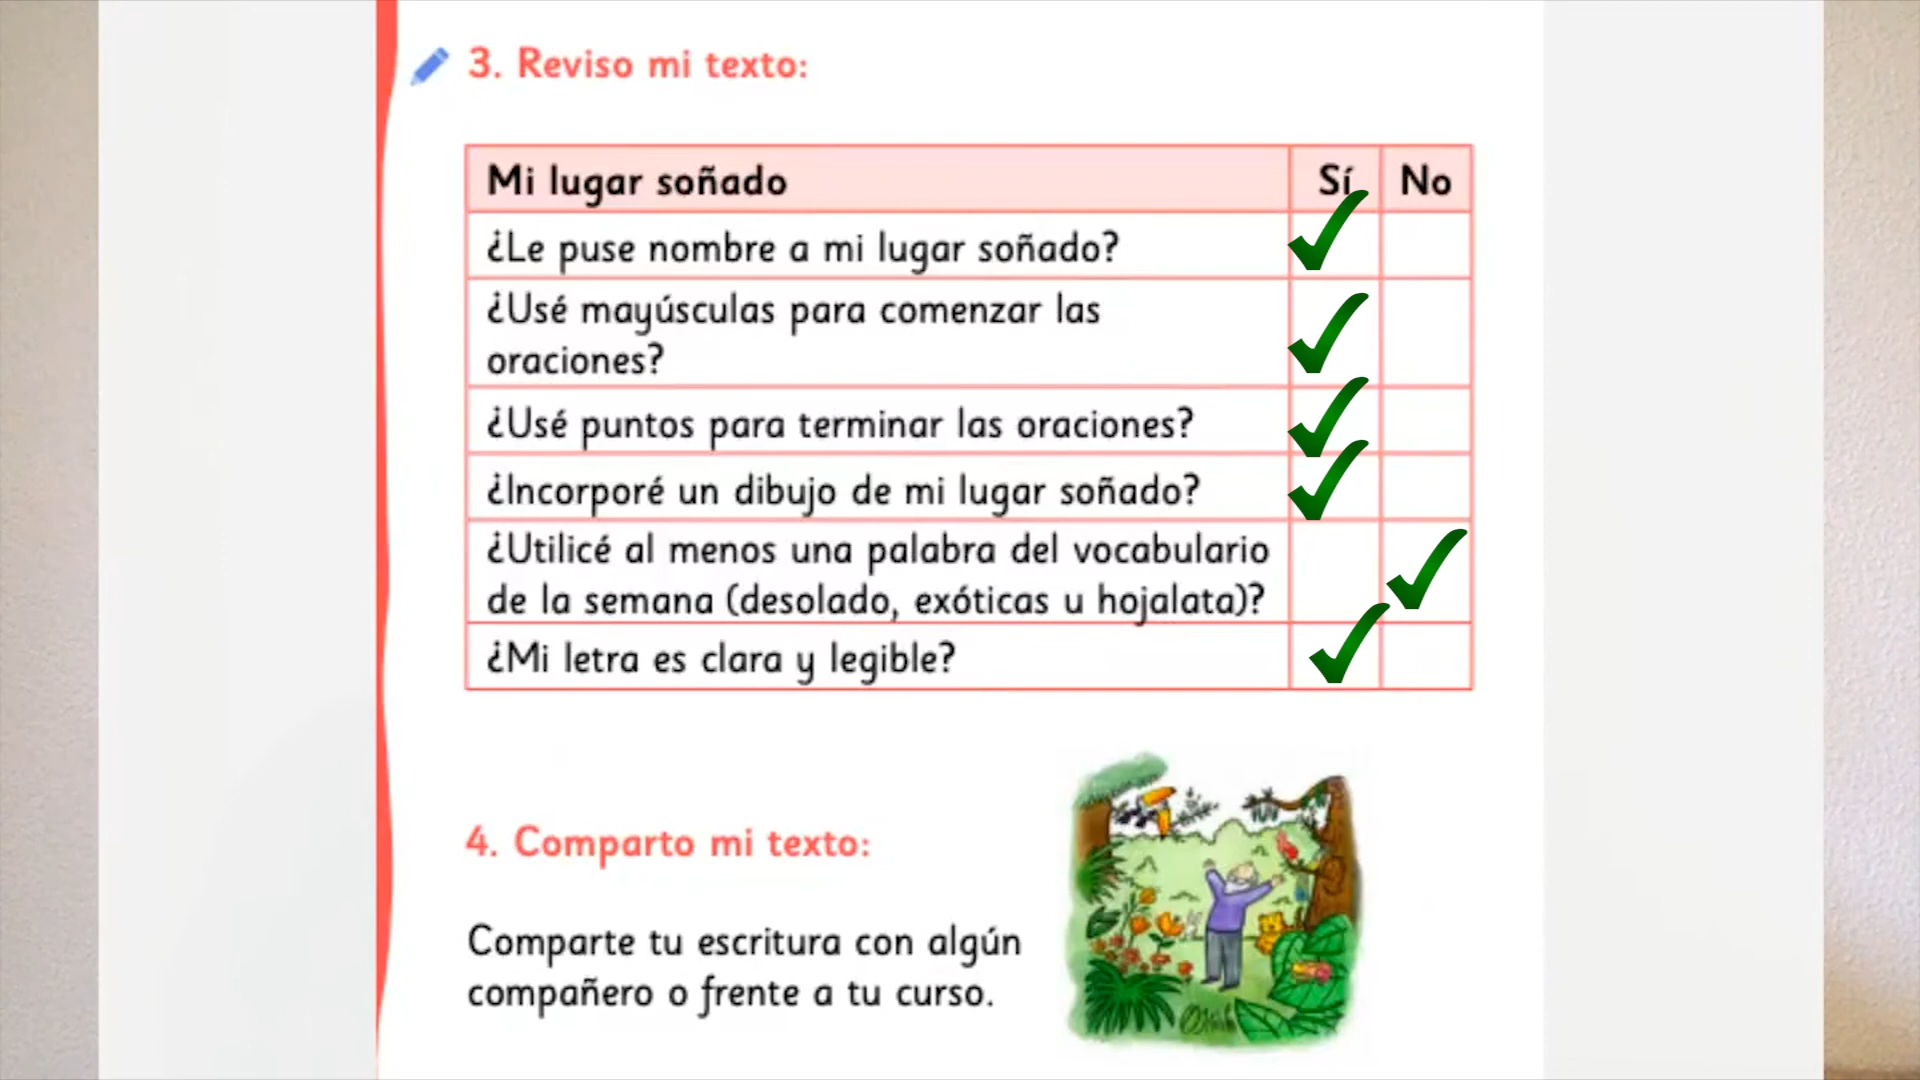 3. Reviso mi texto:
Mi lugar soñado Sí No
¿Le puse nombre a mi lugar soñado?
¿Usé mayúsculas para comenzar las
oraciones?
¿Usé puntos para terminar las oraciones?
¿Incorporé un dibujo de mi lugar soñado?
¿Utilicé al menos una palabra del vocabulario
de la semana (desolado, exóticas u hojalata)?
¿Mi letra es clara y legible?
4. Comparto mi texto:
Comparte tu escritura con algún
compañero o frente a tu curso.